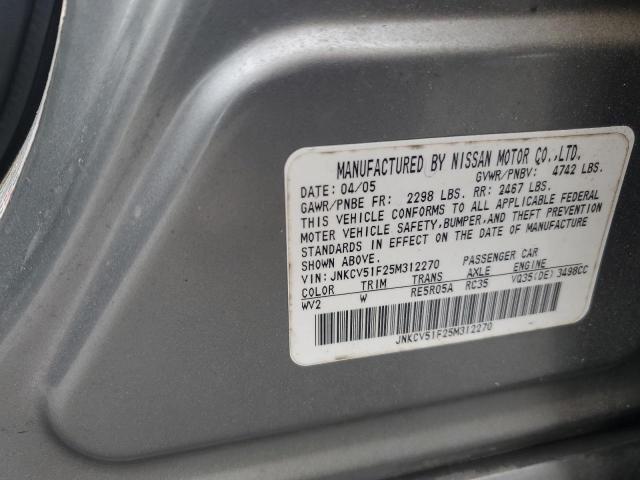 MANUFACTURED BY NISSAN MOTOR CO.,LTD.
DATE: 04/05 GVWR/PNBV: 4742 LBS.
GAWR/PNBE FR: 2298 LBS. RR: 2467 LBS.
THIS VEHICLE CONFORMS TO ALL APPLICABLE FEDERAL
MOTOR VEHICLE SAFETY,BUMPER,AND THEFT PREVENTION
STANDARDS IN EFFECT ON THE DATE OF MANUFACTURE
SHOWN ABOVE.
VIN: JNKCV51F25M312270 PASSENGER CAR
COLOR TRIM TRANS AXLE ENGINE
WV2 W RE5R05A RC35 VQ35(DE) 3498CC
JNKCV51F25M312270